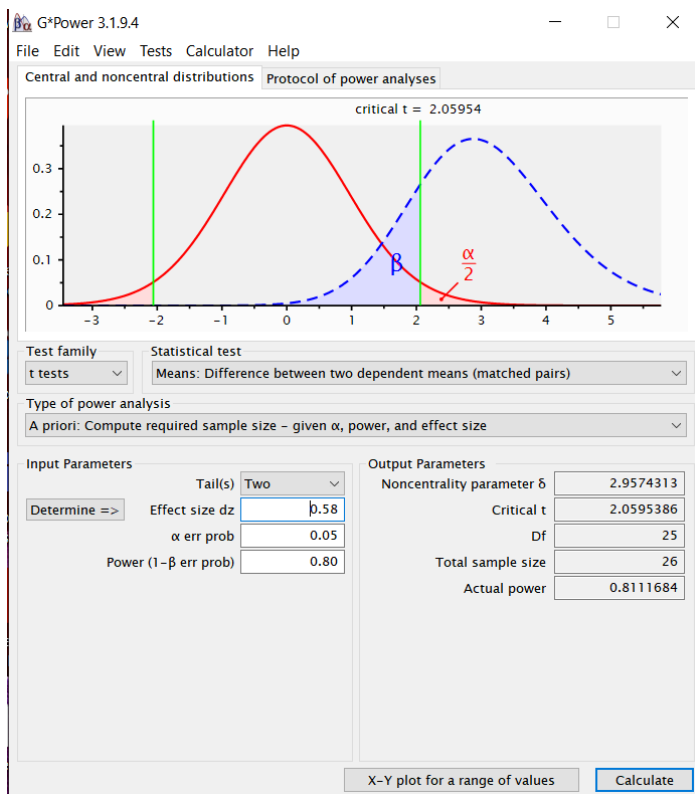 G*Power 3.1.9.4
File Edit View Tests Calculator Help
Central and noncentral distributions Protocol of power analyses
critical t = 2.05954
0.3
0.2
0.1
0
β
α
2
-3 -2 -1 0 1 2 3 4 5
Test family Statistical test
t tests Means: Difference between two dependent means (matched pairs)
Type of power analysis
A priori: Compute required sample size - given α, power, and effect size
Input Parameters Output Parameters
Tail(s) Two Noncentrality parameter δ 2.9574313
Determine => Effect size dz 0.58 Critical t 2.0595386
α err prob 0.05 Df 25
Power (1-β err prob) 0.80 Total sample size 26
Actual power 0.8111684
X-Y plot for a range of values Calculate